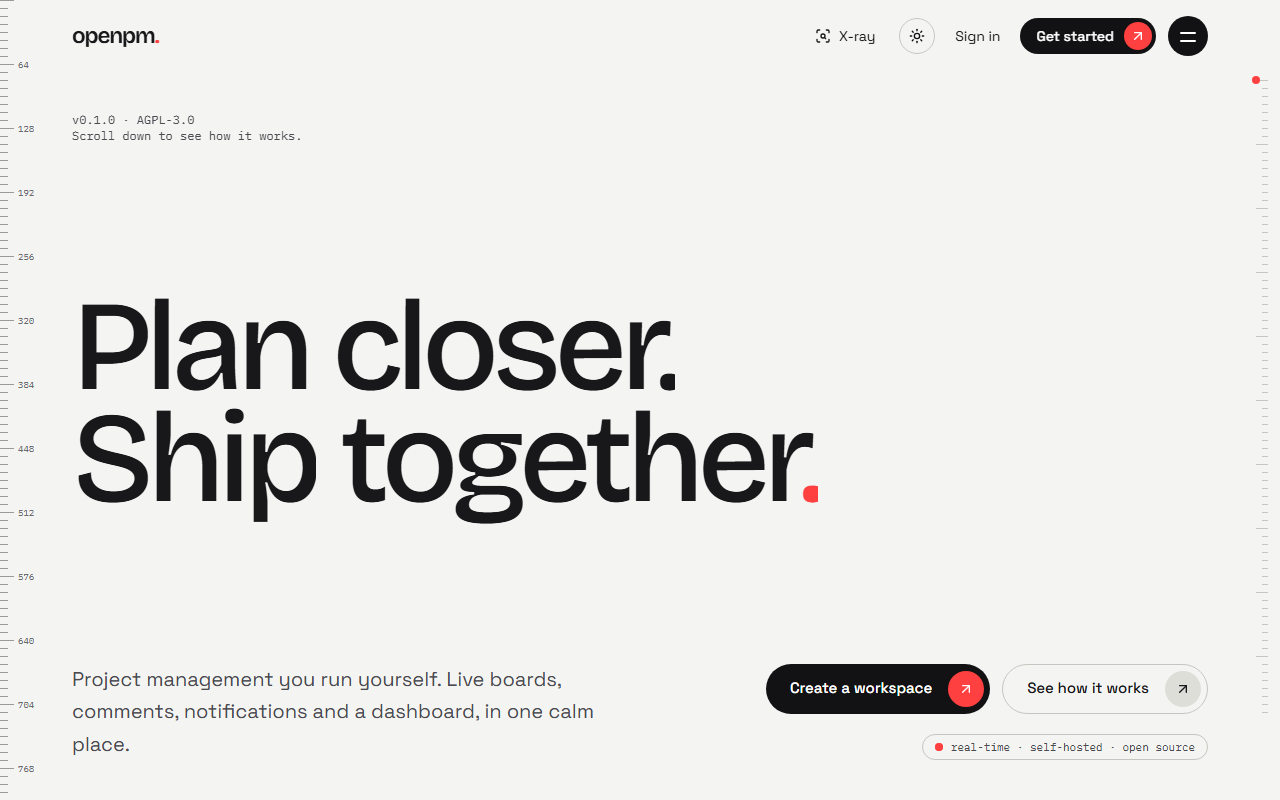 openpm.
X-ray
Sign in
Get started
v0.1.0 · AGPL-3.0
Scroll down to see how it works.
64
128
192
256
320
384
448
512
576
640
704
768
Plan closer.
Ship together.
Project management you run yourself. Live boards,
comments, notifications and a dashboard, in one calm
place.
Create a workspace
See how it works
real-time · self-hosted · open source